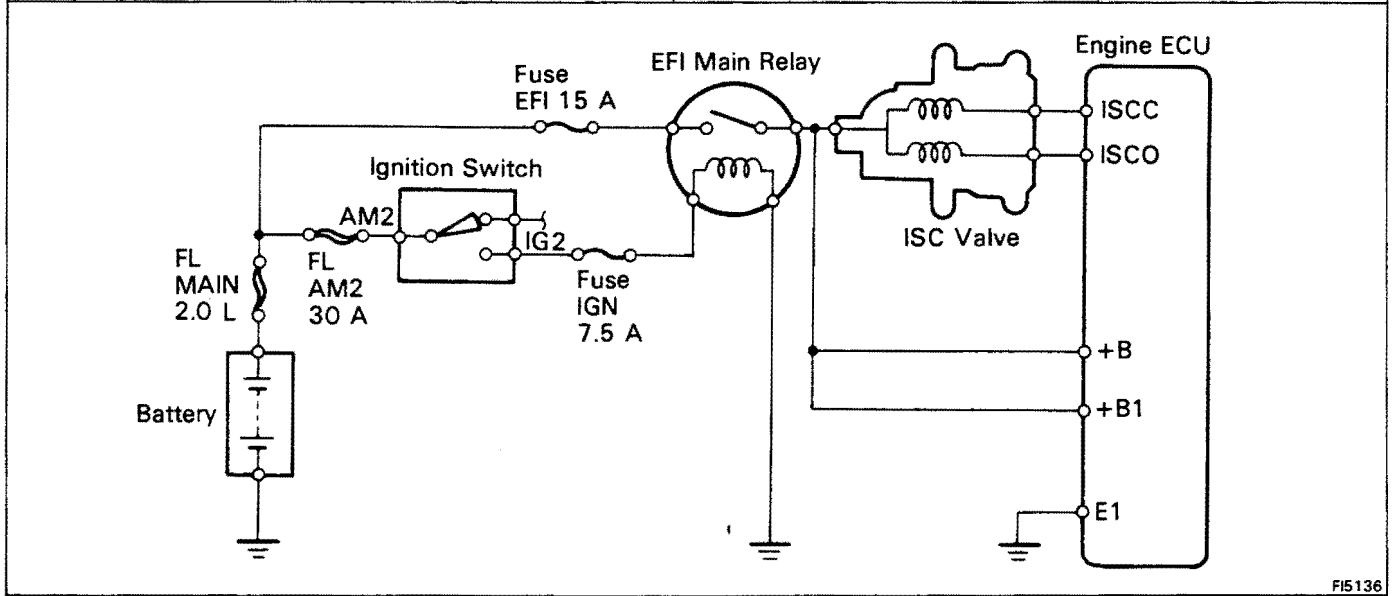 Engine ECU
EFI Main Relay
Fuse
EFI 15 A
ISCC
ISCO
Ignition Switch
AM2
IG2
ISC Valve
FL
MAIN
2.0 L
FL
AM2
30 A
Fuse
IGN
7.5 A
+B
Battery
+B1
E1
FI5136